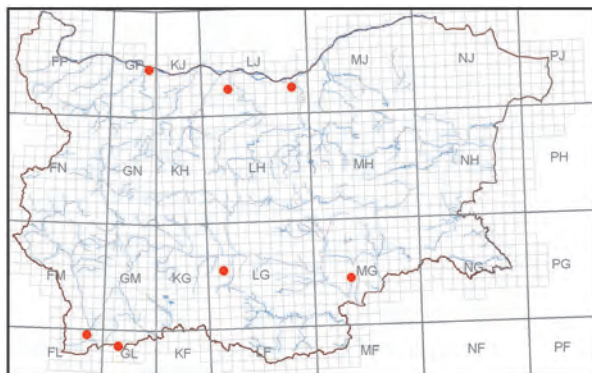 FP GP KJ LJ MJ NJ PJ
FN GN KH LH MH NH PH
FM GM KG LG MG NG PG
FL GL KF LF MF NF PF